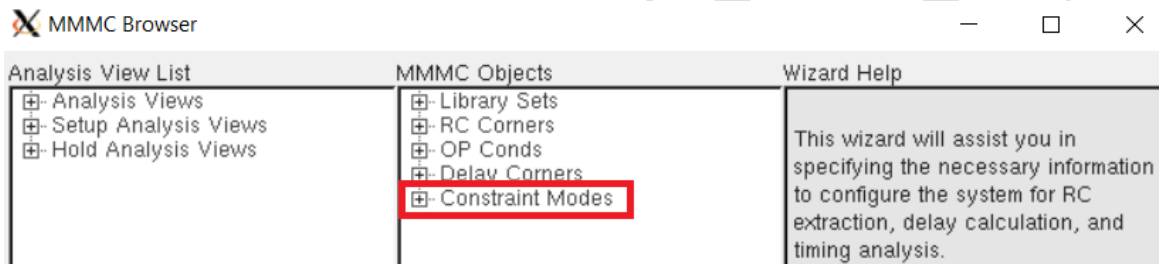 MMMC Browser
Analysis View List
Analysis Views
Setup Analysis Views
Hold Analysis Views
MMMC Objects
Library Sets
RC Corners
OP Conds
Delay Corners
Constraint Modes
Wizard Help
This wizard will assist you in
specifying the necessary information
to configure the system for RC
extraction, delay calculation, and
timing analysis.